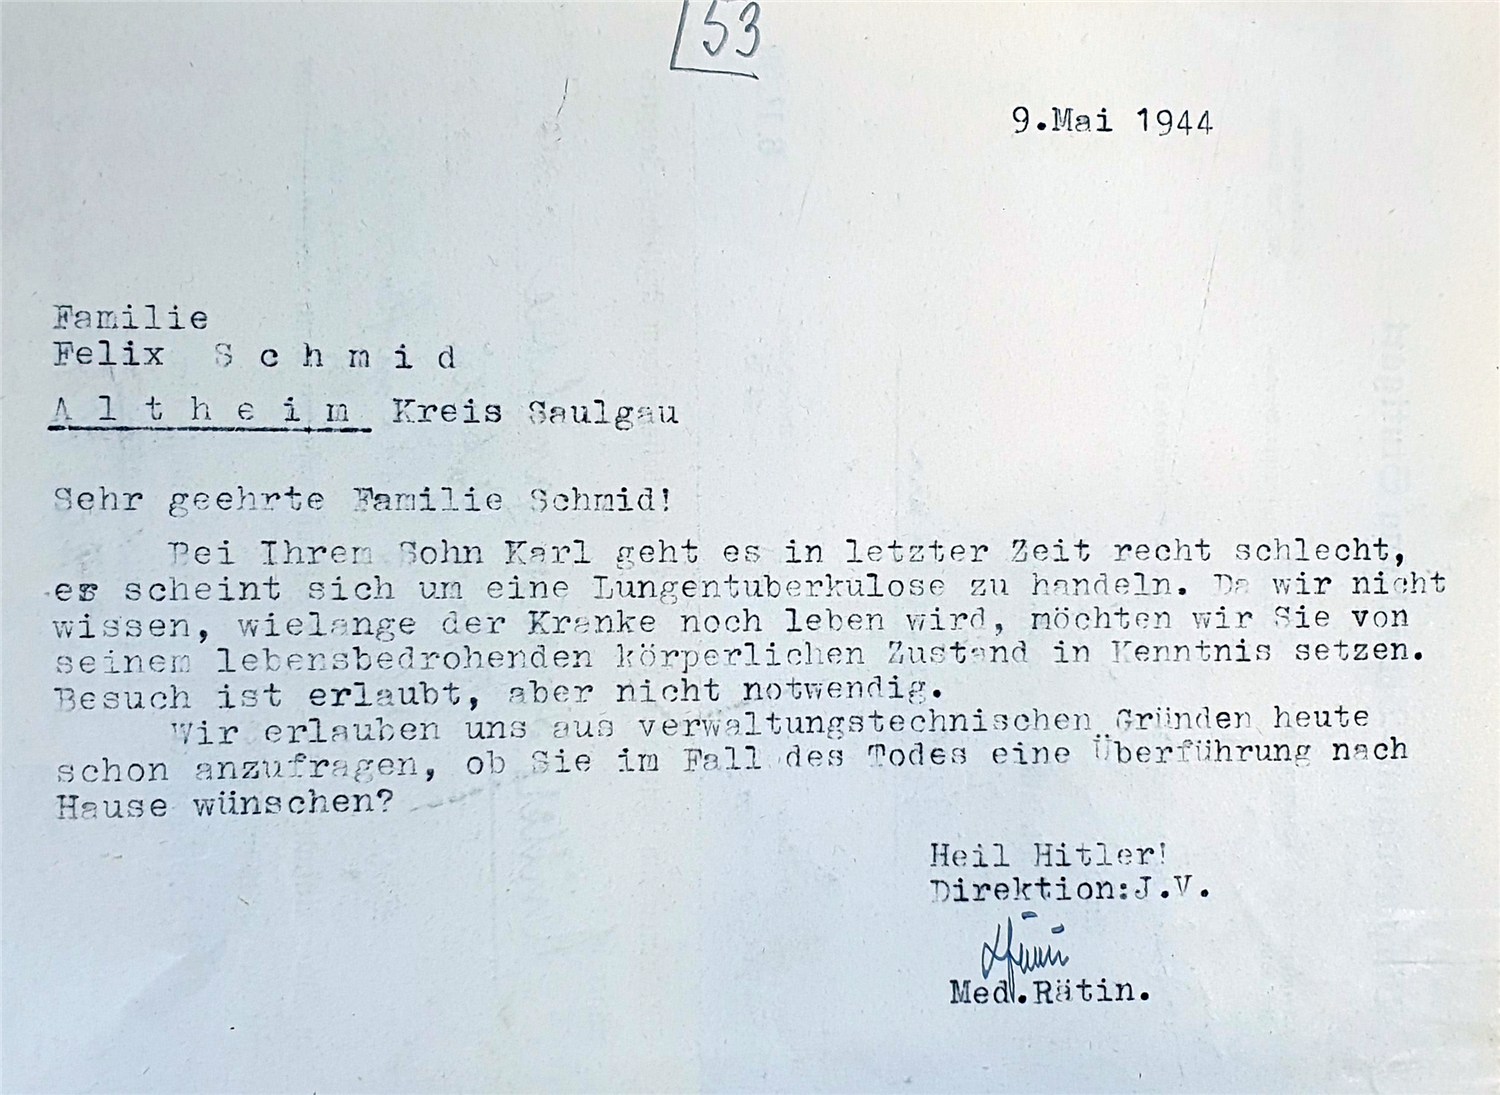 53
9.Mai 1944
Familie
Felix S c h m i d
A l t h e i m Kreis Saulgau
Sehr geehrte Familie Schmid!
Bei Ihrem Sohn Karl geht es in letzter Zeit recht schlecht,
es scheint sich um eine Lungentuberkulose zu handeln. Da wir nicht
wissen, wielange der Kranke noch leben wird, möchten wir Sie von
seinem lebensbedrohenden körperlichen Zustand in Kenntnis setzen.
Besuch ist erlaubt, aber nicht notwendig.
Wir erlauben uns aus verwaltungstechnischen Gründen heute
schon anzufragen, ob Sie im Fall des Todes eine Überführung nach
Hause wünschen?
Heil Hitler!
Direktion:J.V.
Med.Rätin.